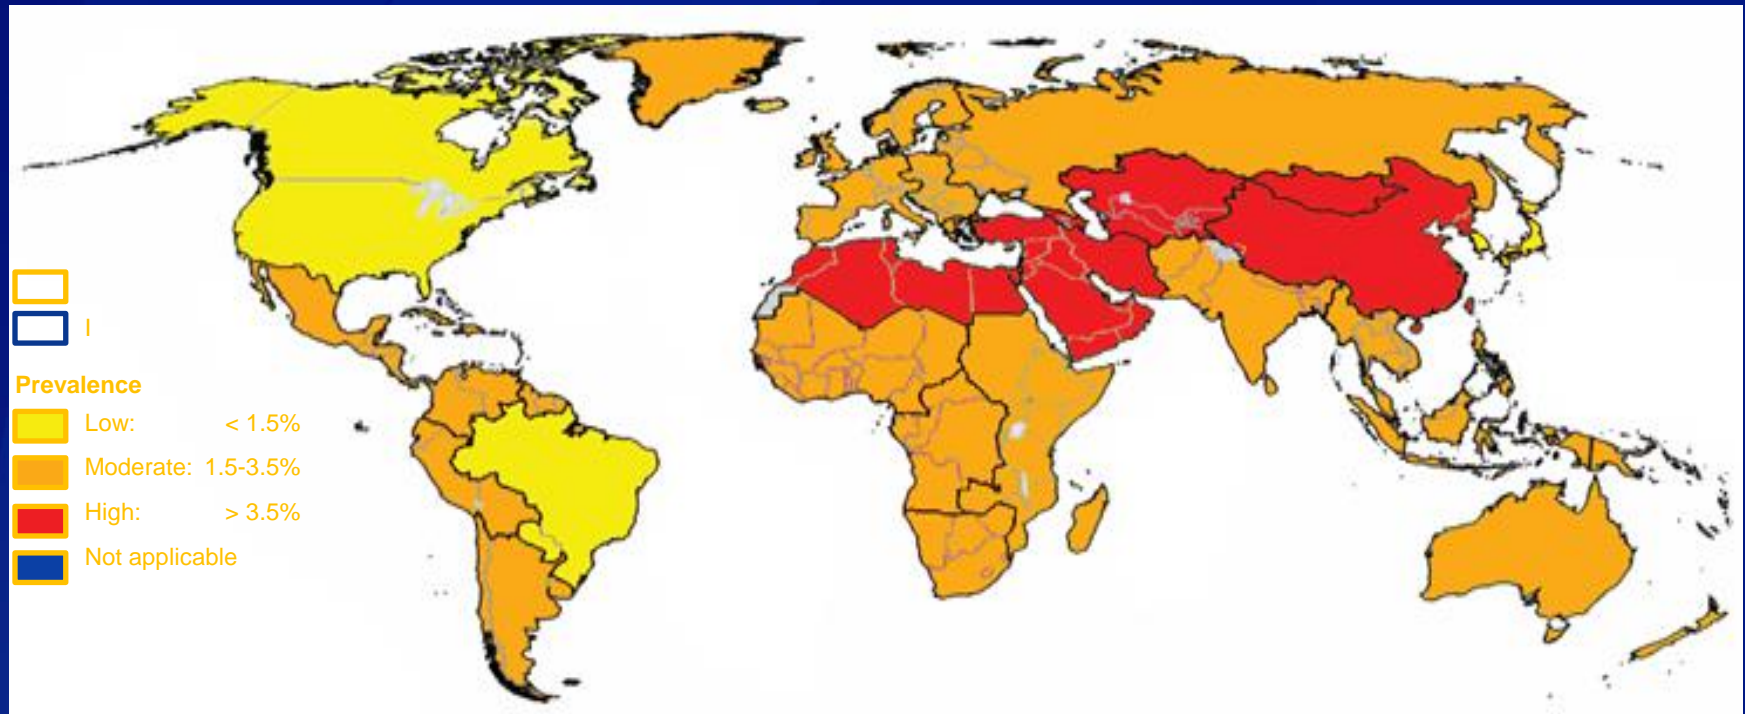 I
Prevalence
Low: < 1.5%
Moderate: 1.5-3.5%
High: > 3.5%
Not applicable